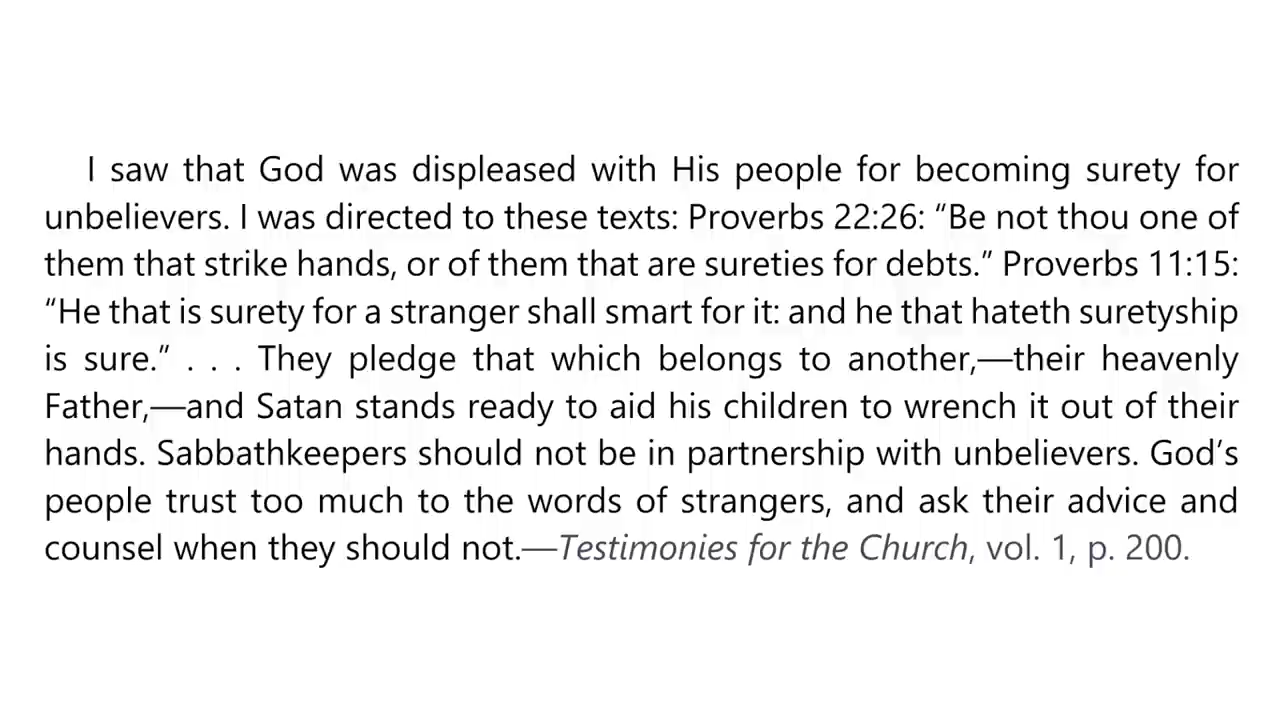 I saw that God was displeased with His people for becoming surety for
unbelievers. I was directed to these texts: Proverbs 22:26: “Be not thou one of
them that strike hands, or of them that are sureties for debts.” Proverbs 11:15:
“He that is surety for a stranger shall smart for it: and he that hateth suretyship
is sure.” . . . They pledge that which belongs to another,—their heavenly
Father,—and Satan stands ready to aid his children to wrench it out of their
hands. Sabbathkeepers should not be in partnership with unbelievers. God’s
people trust too much to the words of strangers, and ask their advice and
counsel when they should not.—Testimonies for the Church, vol. 1, p. 200.